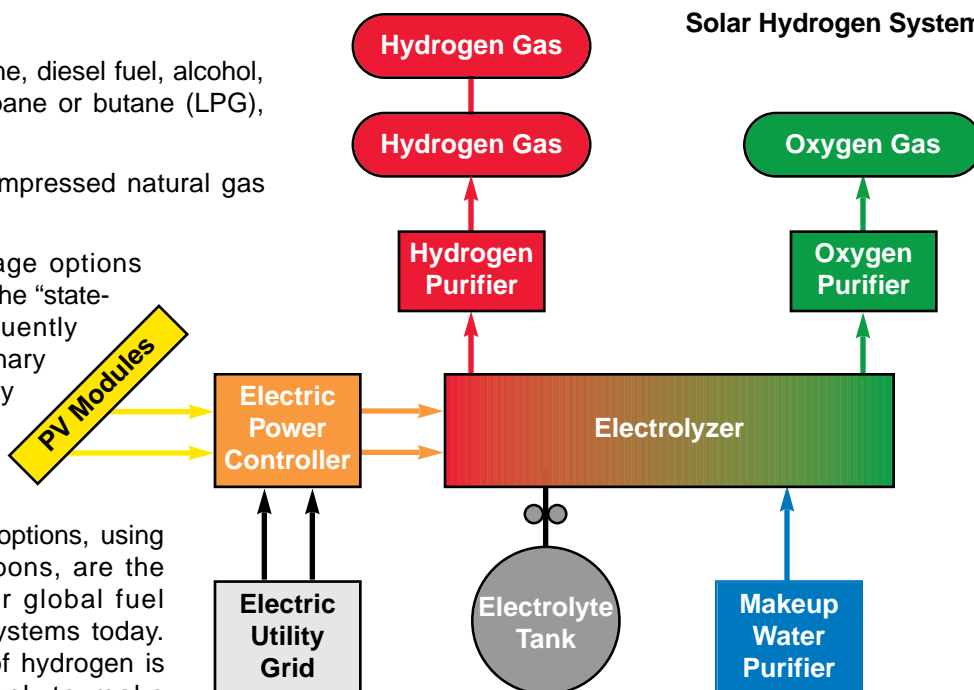 Solar Hydrogen System
ne, diesel fuel, alcohol,
pane or butane (LPG),
mpressed natural gas
age options
he “state-
uently
nary
y
options, using
oons, are the
r global fuel
ystems today.
of hydrogen is
Hydrogen Gas
Hydrogen Gas
Oxygen Gas
Hydrogen
Purifier
Oxygen
Purifier
PV Modules
Electric
Power
Controller
Electrolyzer
Electric
Utility
Grid
Electrolyte
Tank
Makeup
Water
Purifier